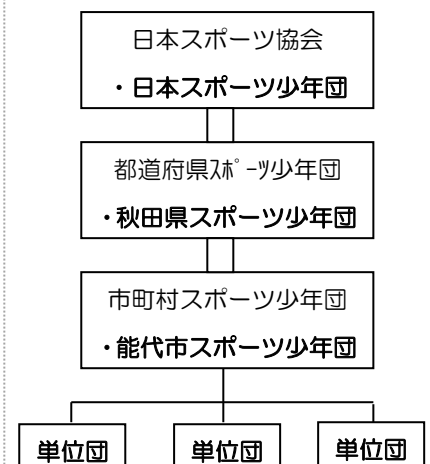 日本スポーツ協会
・日本スポーツ少年団
都道府県ｽﾎﾟｰﾂ少年団
・秋田県スポーツ少年団
市町村スポーツ少年団
・能代市スポーツ少年団
単位団 単位団 単位団